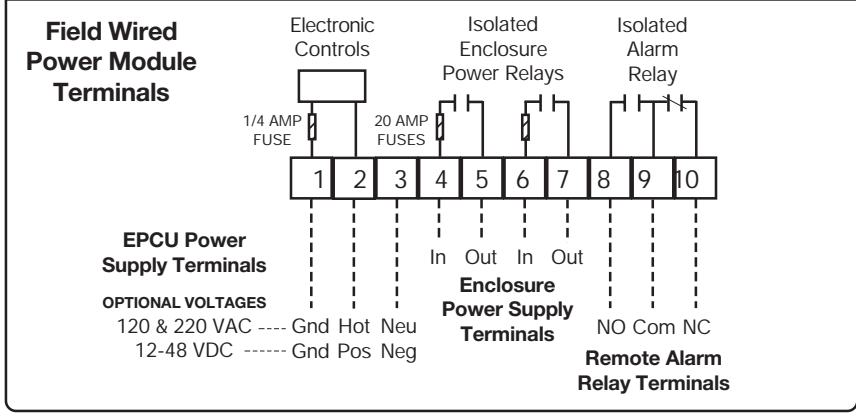 Field Wired
Power Module
Terminals
Electronic
Controls
Isolated
Enclosure
Power Relays
Isolated
Alarm
Relay
1/4 AMP
FUSE
20 AMP
FUSES
1 2 3 4 5 6 7 8 9 10
EPCU Power
Supply Terminals
In Out In Out
Enclosure
Power Supply
Terminals
OPTIONAL VOLTAGES
120 & 220 VAC ---- Gnd Hot Neu
12-48 VDC ------ Gnd Pos Neg
NO Com NC
Remote Alarm
Relay Terminals